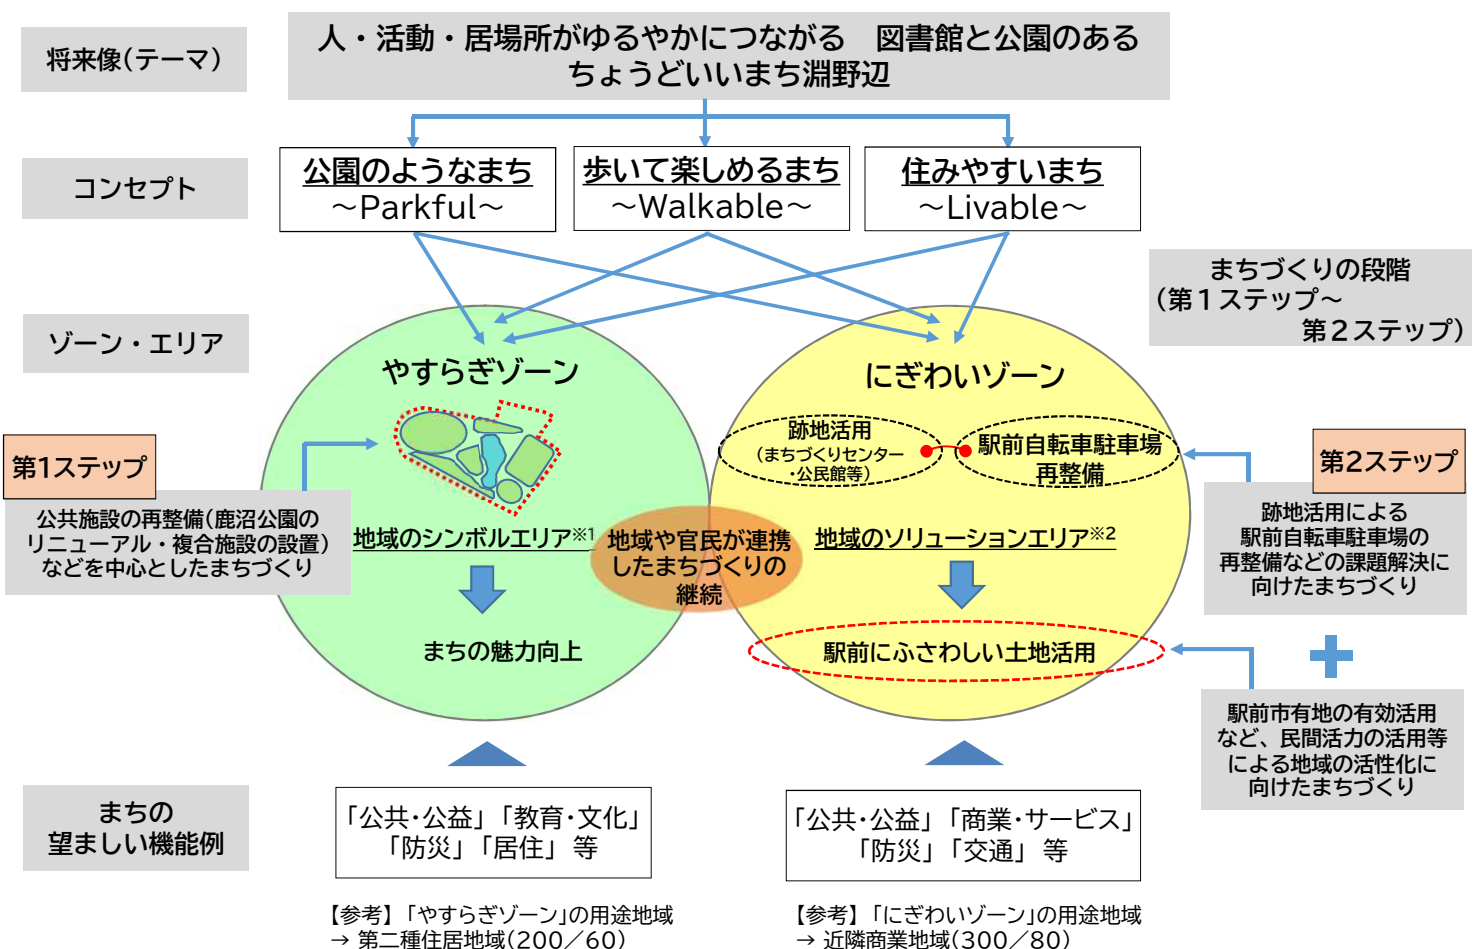 将来像(テーマ)
人・活動・居場所がゆるやかにつながる　図書館と公園のある
ちょうどいいまち淵野辺
コンセプト
公園のようなまち
～Parkful～
歩いて楽しめるまち
～Walkable～
住みやすいまち
～Livable～
まちづくりの段階
(第１ステップ～
第２ステップ)
ゾーン・エリア
やすらぎゾーン
にぎわいゾーン
跡地活用
(まちづくりセンター
・公民館等)
駅前自転車駐車場
再整備
第1ステップ
公共施設の再整備(鹿沼公園の
リニューアル・複合施設の設置)
などを中心としたまちづくり
第2ステップ
跡地活用による
駅前自転車駐車場の
再整備などの課題解決に
向けたまちづくり
地域のシンボルエリア※1
地域や官民が連携
したまちづくりの
継続
地域のソリューションエリア※2
まちの魅力向上
駅前にふさわしい土地活用
駅前市有地の有効活用
など、民間活力の活用等
による地域の活性化に
向けたまちづくり
まちの
望ましい機能例
「公共・公益」「教育・文化」
「防災」「居住」等
「公共・公益」「商業・サービス」
「防災」「交通」等
【参考】「やすらぎゾーン」の用途地域
→ 第二種住居地域(200／60)
【参考】「にぎわいゾーン」の用途地域
→ 近隣商業地域(300／80)